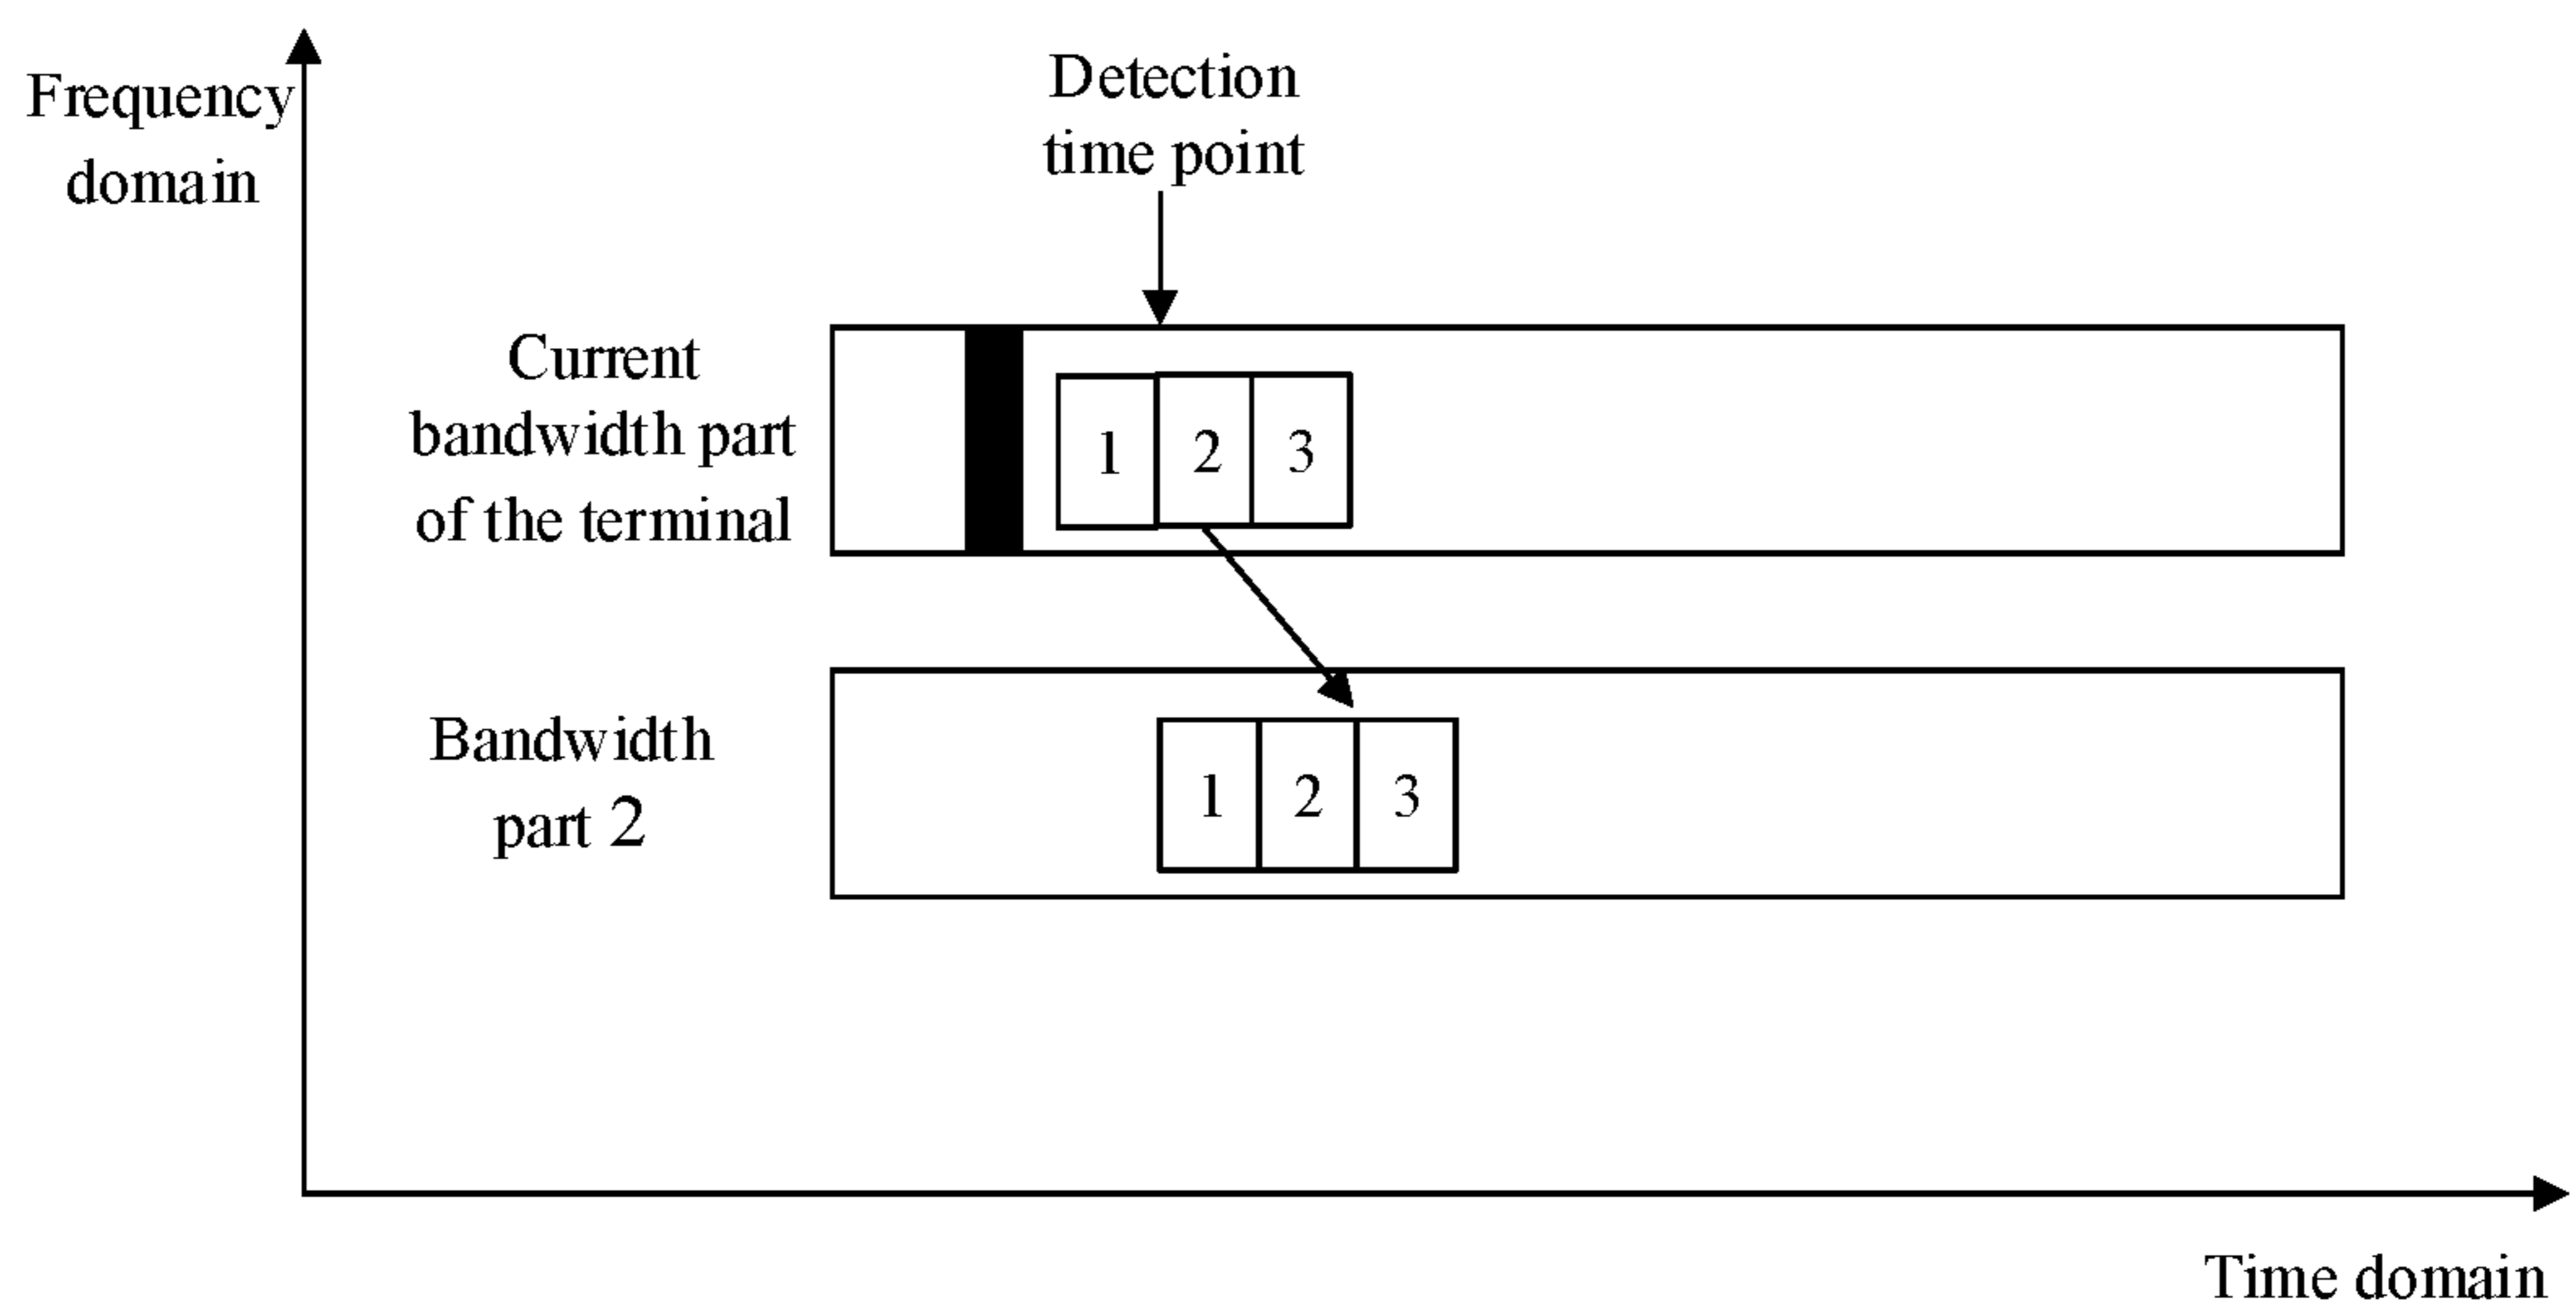 Frequency
domain
Detection
time point
Current
bandwidth part
of the terminal
1 2 3
Bandwidth
part 2
1 2 3
Time domain